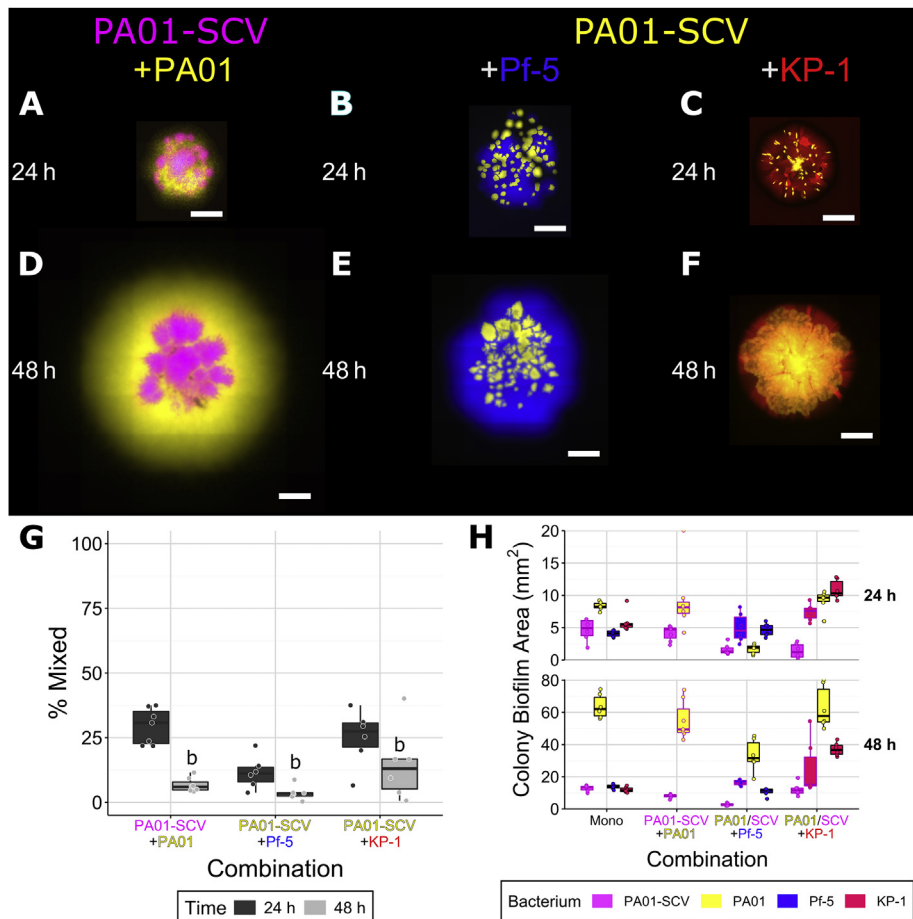 PA01-SCV
+PA01
PA01-SCV
+Pf-5
+KP-1
A
B
C
24 h
24 h
24 h
D
E
F
48 h
48 h
48 h
G
% Mixed
100
75
50
25
0
b
b
b
PA01-SCV
+PA01
PA01-SCV
+Pf-5
PA01-SCV
+KP-1
Combination
Time
24 h
48 h
H
Colony Biofilm Area (mm²)
20
15
10
5
0
24 h
80
60
40
20
0
48 h
Mono
PA01-SCV
+PA01
PA01/SCV
+Pf-5
PA01/SCV
+KP-1
Combination
Bacterium
PA01-SCV
PA01
Pf-5
KP-1